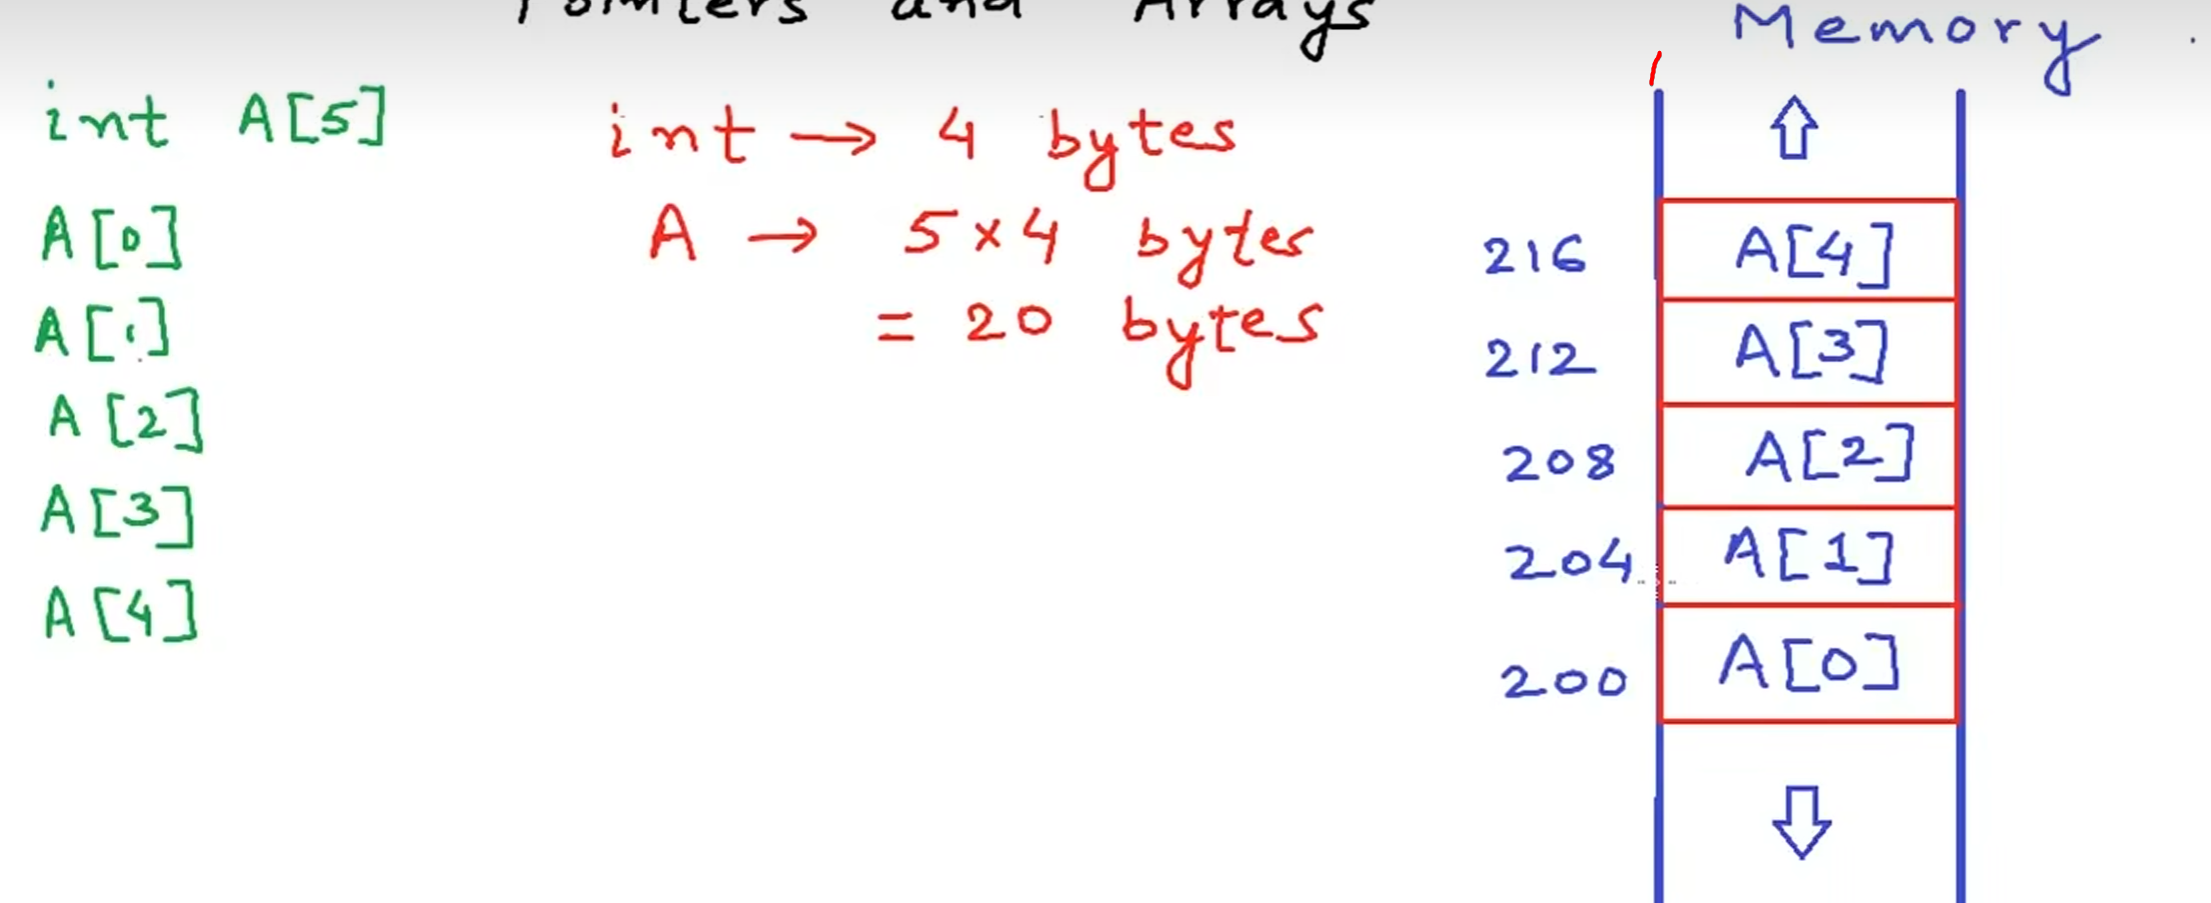 Pointers and Arrays
Memory
int A[5]
A[0]
A[1]
A[2]
A[3]
A[4]
int → 4 bytes
A → 5×4 bytes
= 20 bytes
216 A[4]
212 A[3]
208 A[2]
204 A[1]
200 A[0]